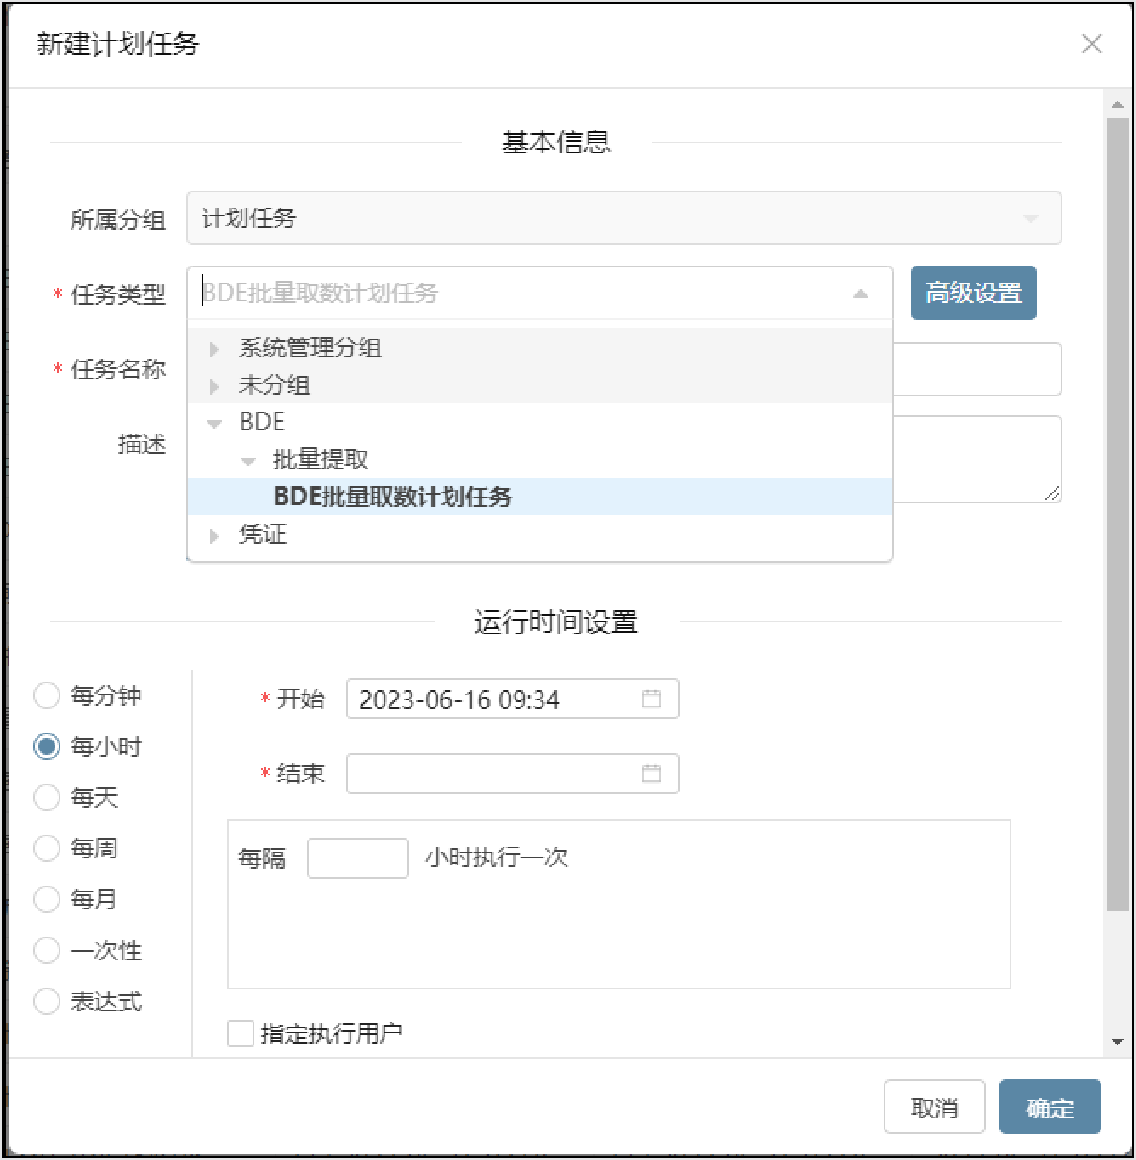 新建计划任务
基本信息
所属分组 计划任务
* 任务类型 BDE批量取数计划任务 高级设置
系统管理分组
* 任务名称
未分组
BDE
描述
批量提取
BDE批量取数计划任务
凭证
运行时间设置
每分钟
* 开始 2023-06-16 09:34
每小时
* 结束
每天
每周
每隔 小时执行一次
每月
一次性
表达式
指定执行用户
取消 确定